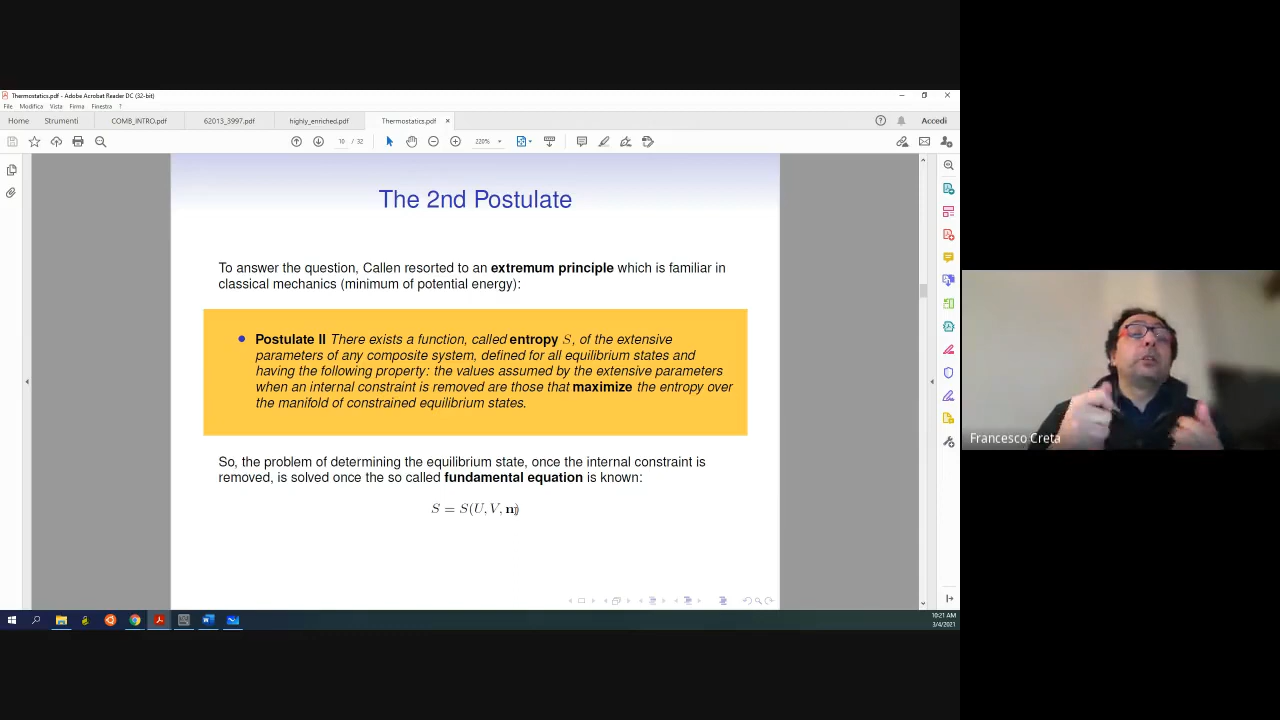 Thermostatics.pdf - Adobe Acrobat Reader DC (32-bit)
File Modifica Vista Firma Finestra ?
Home Strumenti COMB_INTRO.pdf 62013_3997.pdf highly_enriched.pdf Thermostatics.pdf × Accedi
10 / 32 220%
The 2nd Postulate
To answer the question, Callen resorted to an extremum principle which is familiar in
classical mechanics (minimum of potential energy):
Postulate II There exists a function, called entropy S, of the extensive
parameters of any composite system, defined for all equilibrium states and
having the following property: the values assumed by the extensive parameters
when an internal constraint is removed are those that maximize the entropy over
the manifold of constrained equilibrium states.
So, the problem of determining the equilibrium state, once the internal constraint is
removed, is solved once the so called fundamental equation is known:
S = S(U, V, n)
Francesco Creta
10:21 AM
3/4/2021